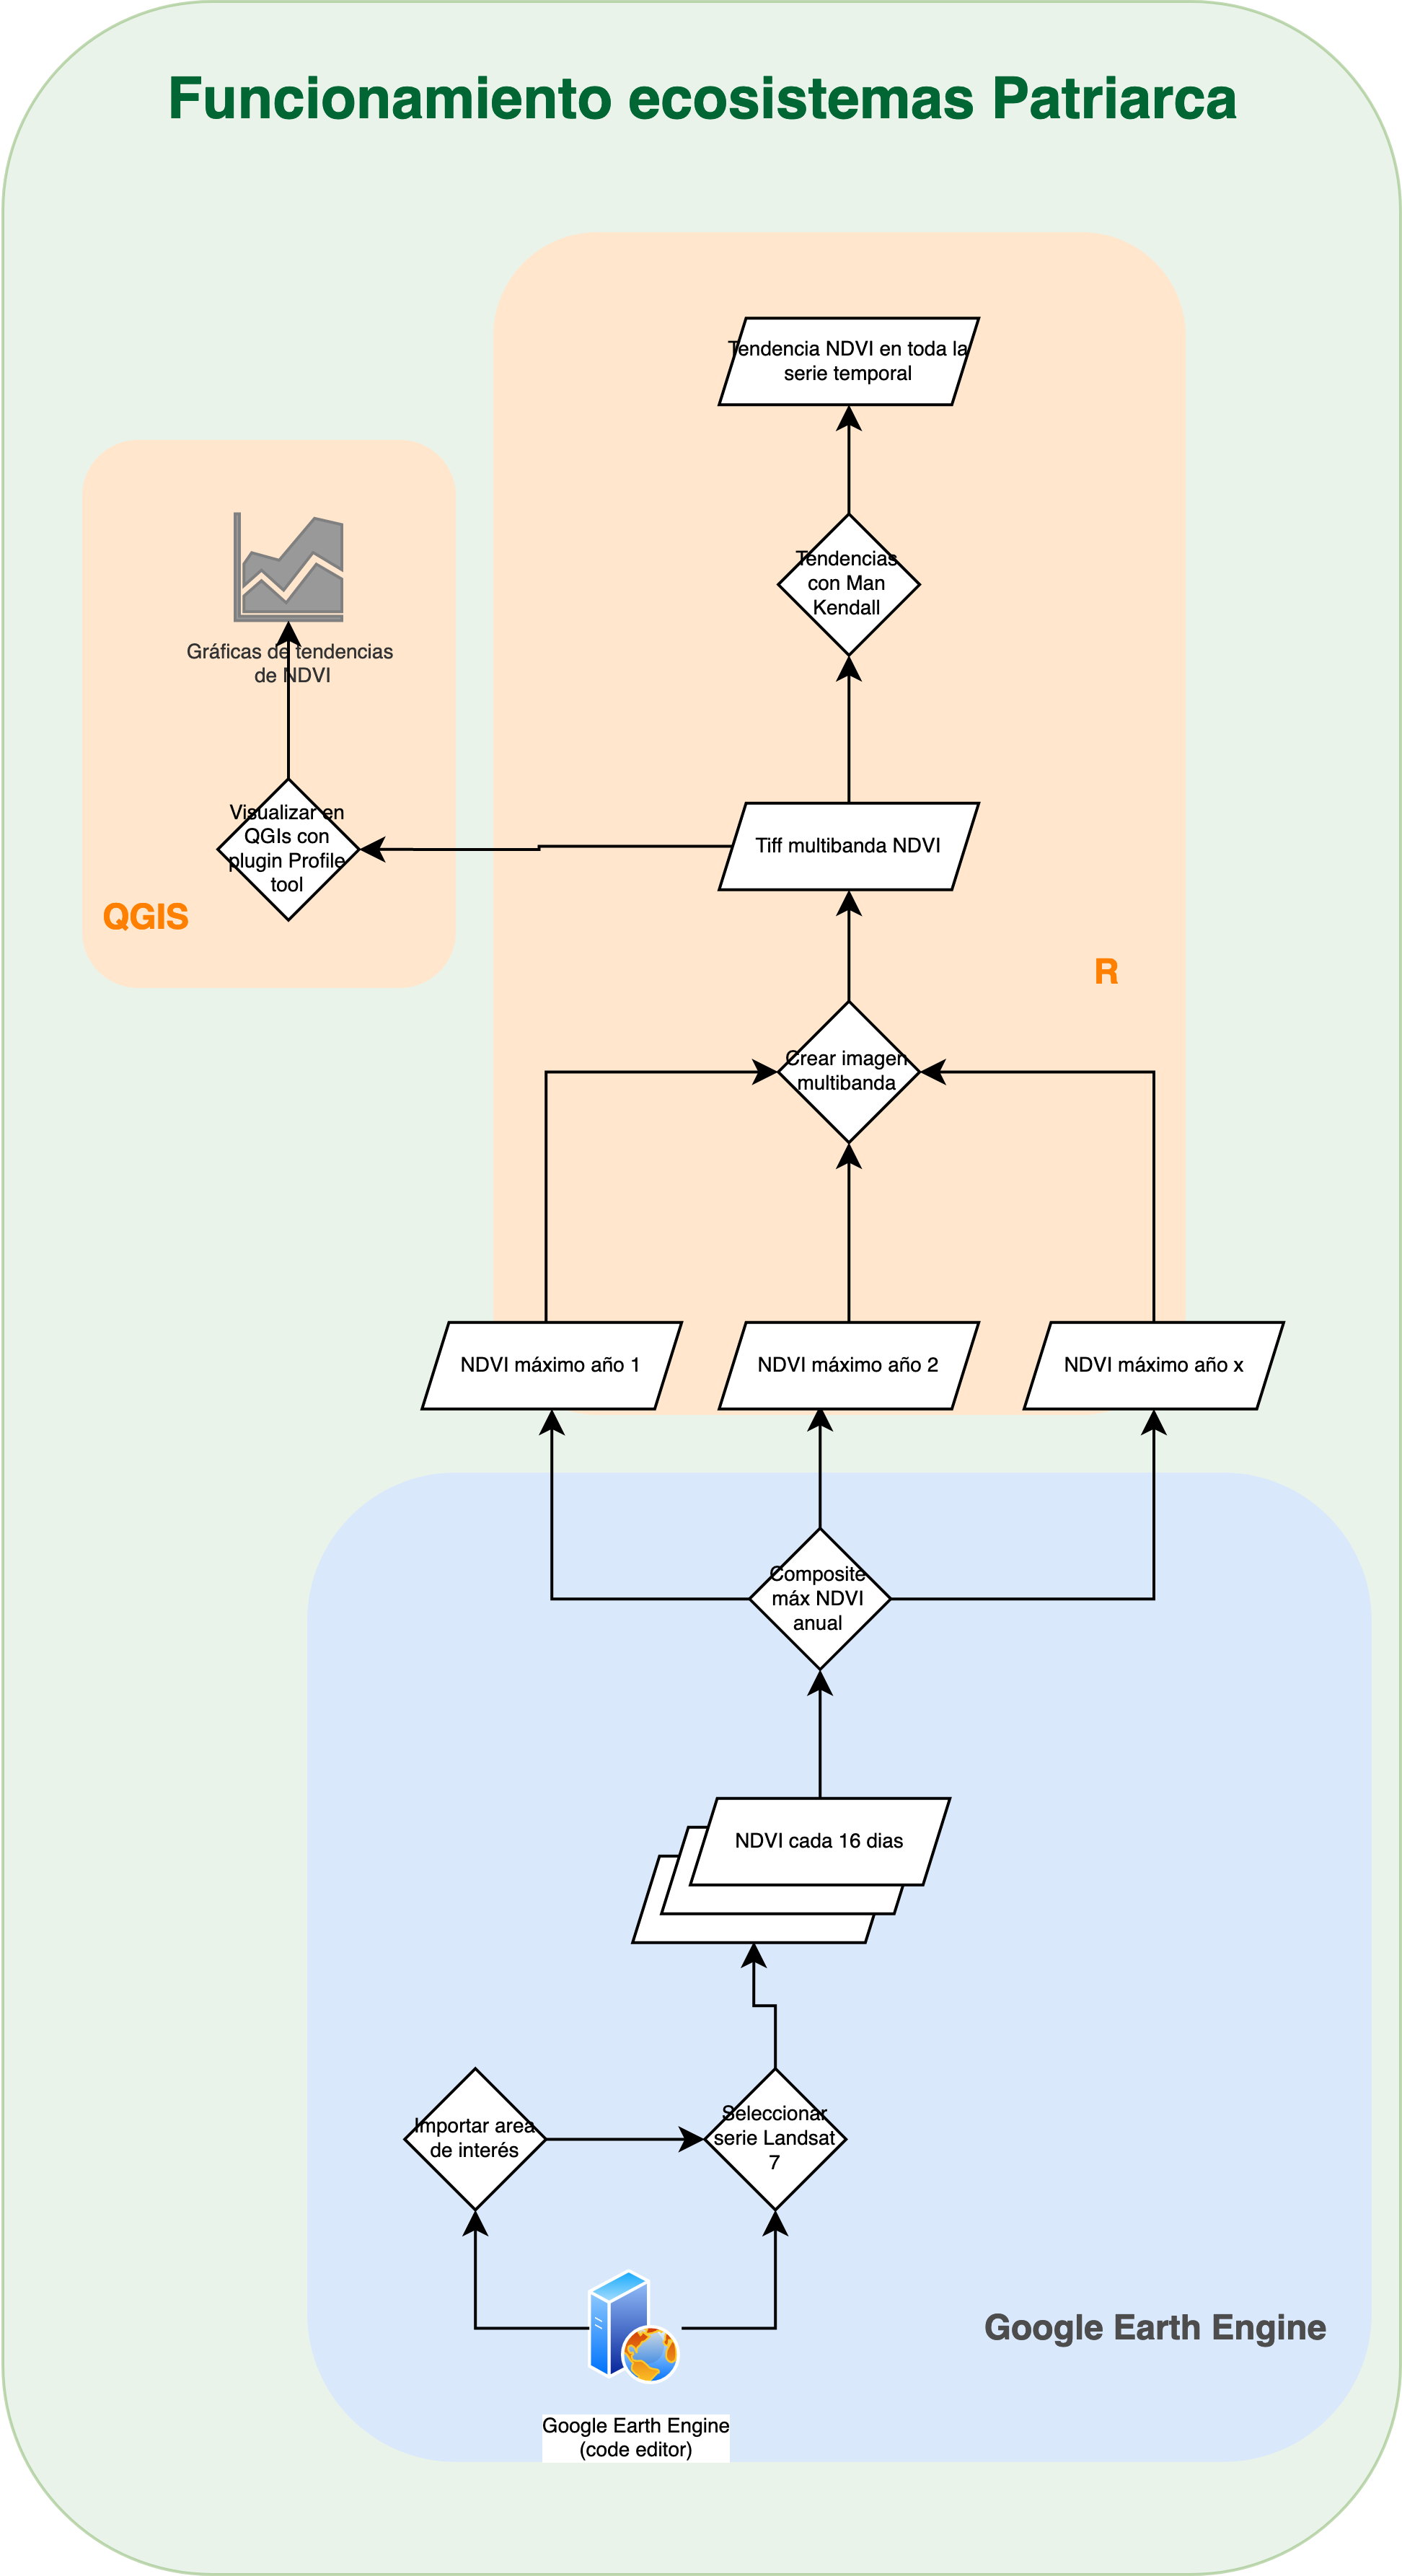 Funcionamiento ecosistemas Patriarca
Tendencia NDVI en toda la
serie temporal
Tendencias
con Man
Kendall
Gráficas de tendencias
de NDVI
Visualizar en
QGIs con
plugin Profile
tool
QGIS
Tiff multibanda NDVI
R
Crear imagen
multibanda
NDVI máximo año 1
NDVI máximo año 2
NDVI máximo año x
Composite
máx NDVI
anual
NDVI cada 16 dias
Importar area
de interés
Seleccionar
serie Landsat
7
Google Earth Engine
Google Earth Engine
(code editor)